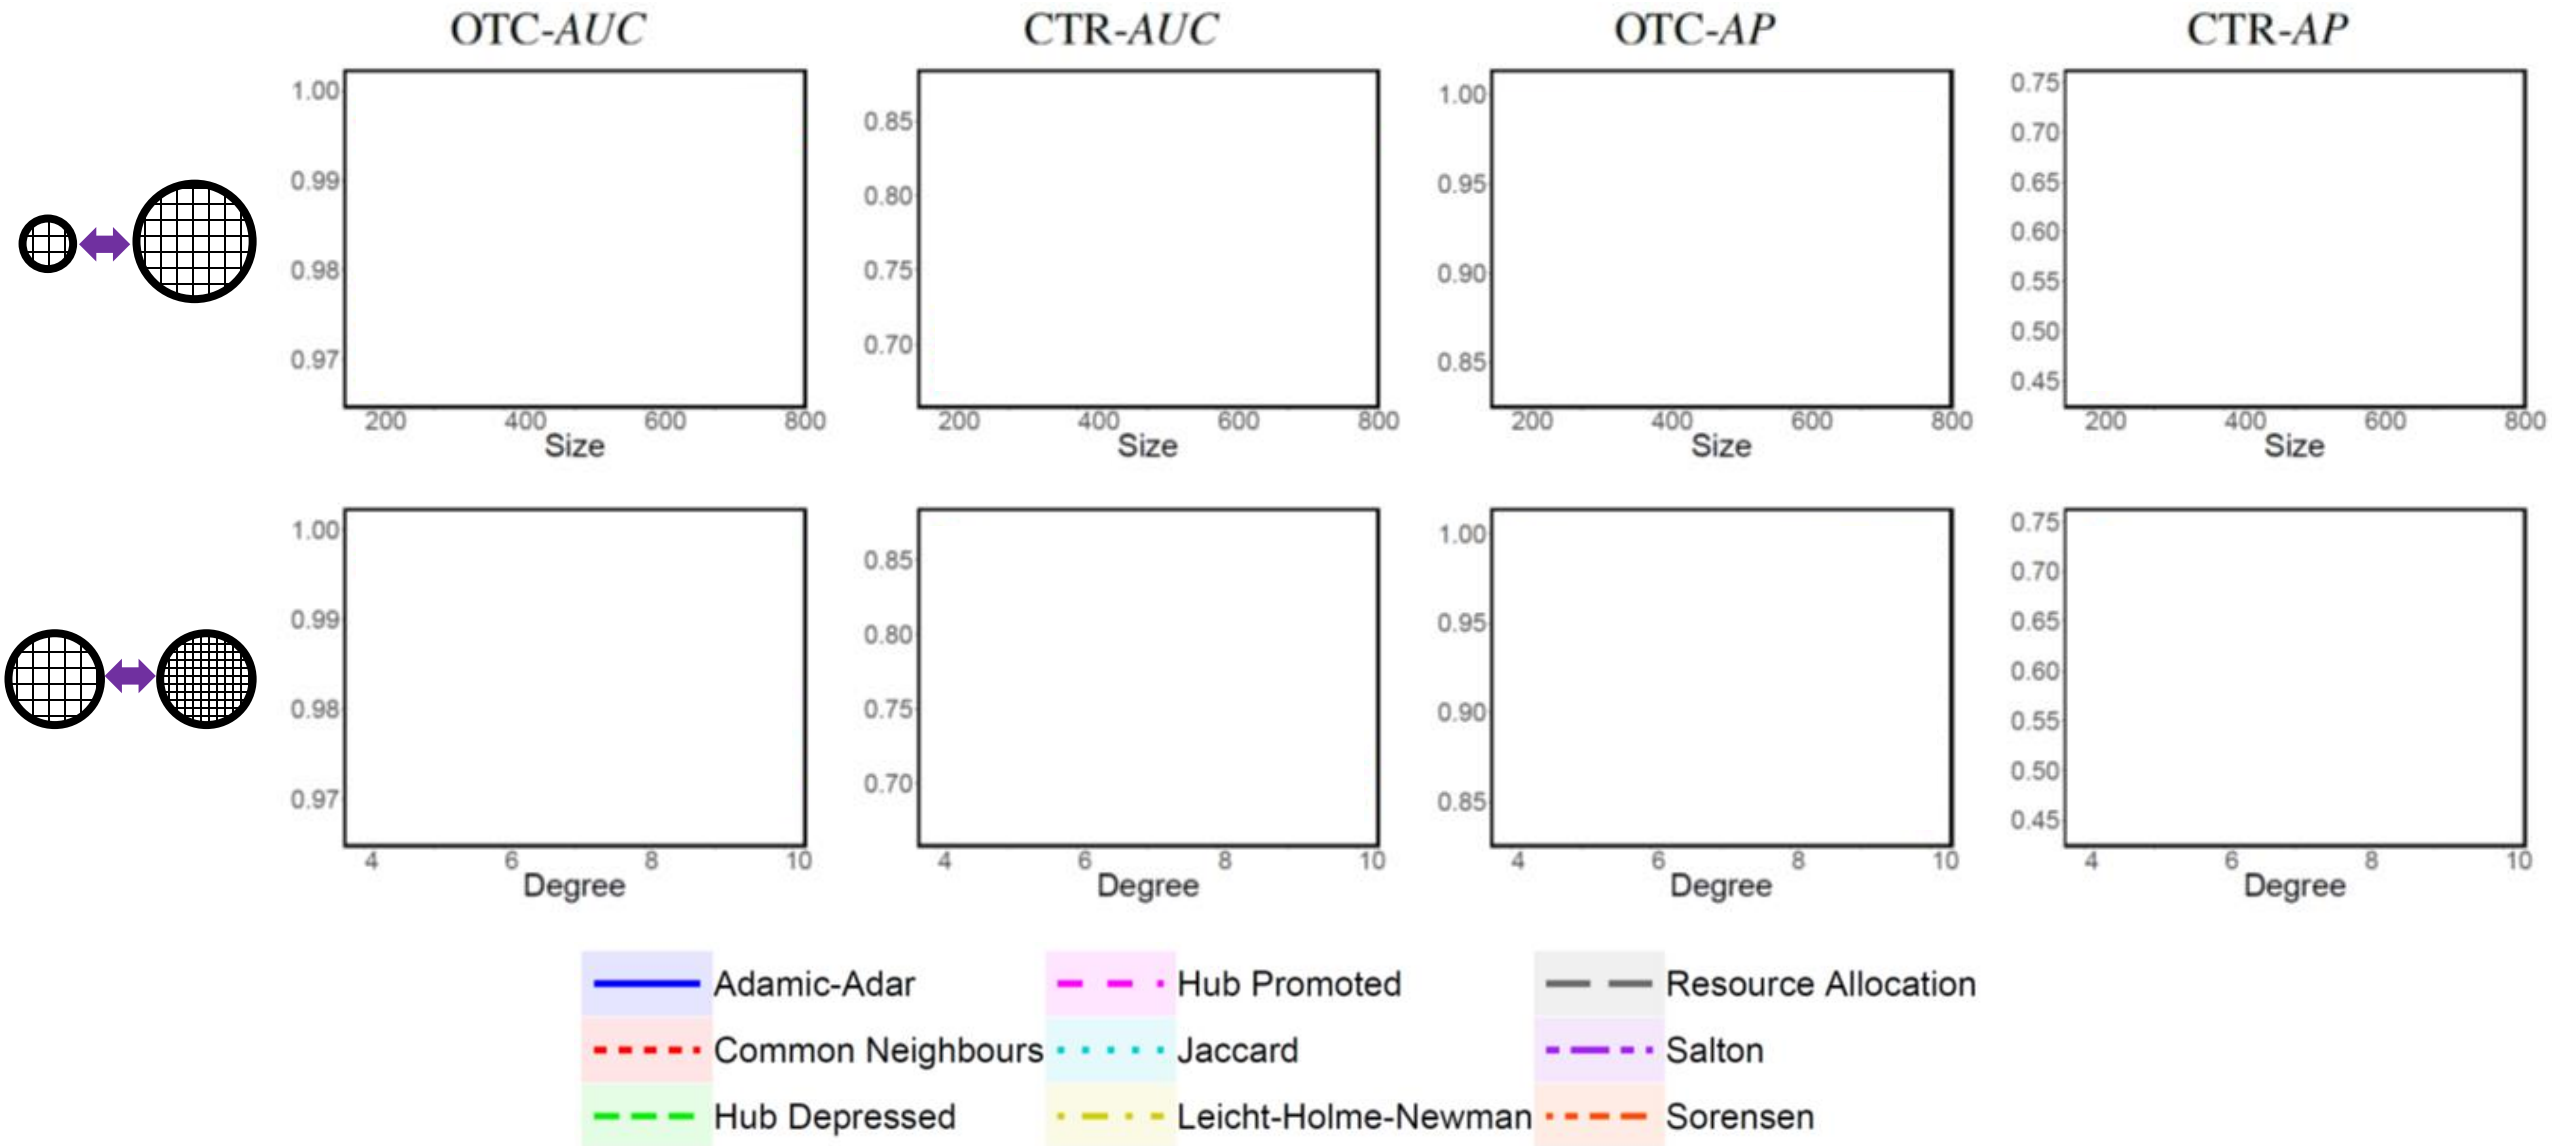 OTC-AUC CTR-AUC OTC-AP CTR-AP
1.00 0.85 1.00 0.75
0.99 0.80 0.95 0.70
0.98 0.75 0.90 0.65
0.97 0.70 0.85 0.60
0.55
0.50
0.45
200 400 600 800 200 400 600 800 200 400 600 800 200 400 600 800
Size Size Size Size
1.00 0.85 1.00 0.75
0.99 0.80 0.95 0.70
0.98 0.75 0.90 0.65
0.97 0.70 0.85 0.60
0.55
0.50
0.45
4 6 8 10 4 6 8 10 4 6 8 10 4 6 8 10
Degree Degree Degree Degree
Adamic-Adar Hub Promoted Resource Allocation
Common Neighbours Jaccard Salton
Hub Depressed Leicht-Holme-Newman Sorensen